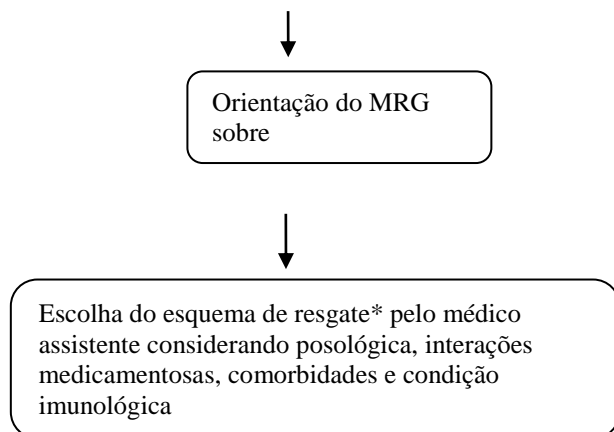 Orientação do MRG
sobre
Escolha do esquema de resgate* pelo médico
assistente considerando posológica, interações
medicamentosas, comorbidades e condição
imunológica